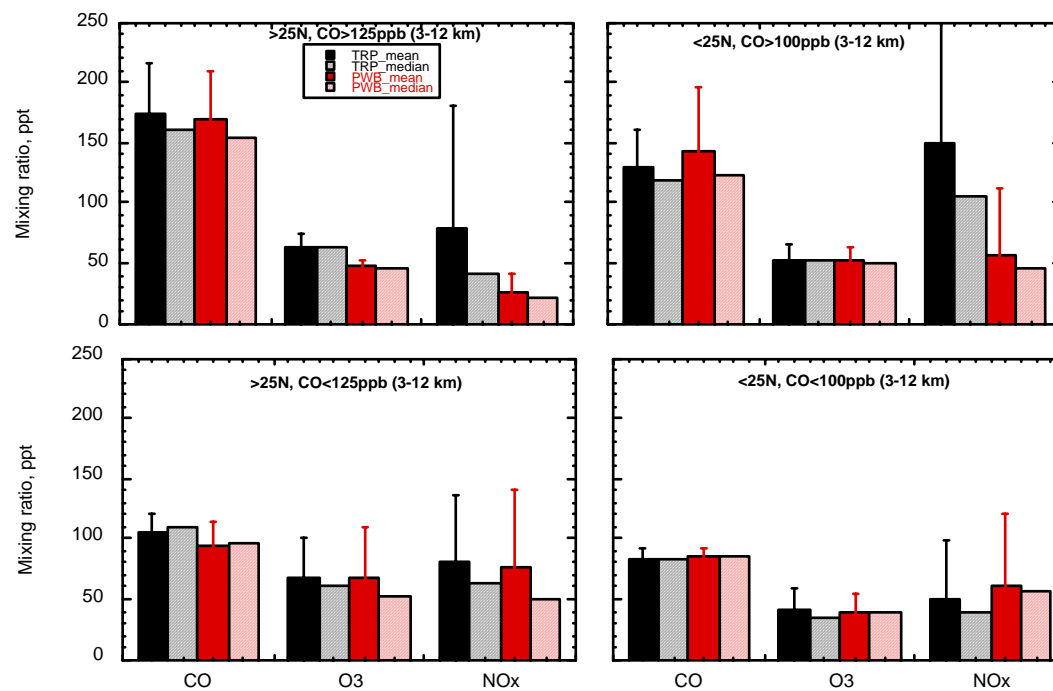 >25N, CO>125ppb (3-12 km)
TRP_mean
TRP_median
PWB_mean
PWB_median
Mixing ratio, ppt
250
200
150
100
50
0
<25N, CO>100ppb (3-12 km)
>25N, CO<125ppb (3-12 km)
Mixing ratio, ppt
250
200
150
100
50
0
CO O3 NOx
<25N, CO<100ppb (3-12 km)
CO O3 NOx